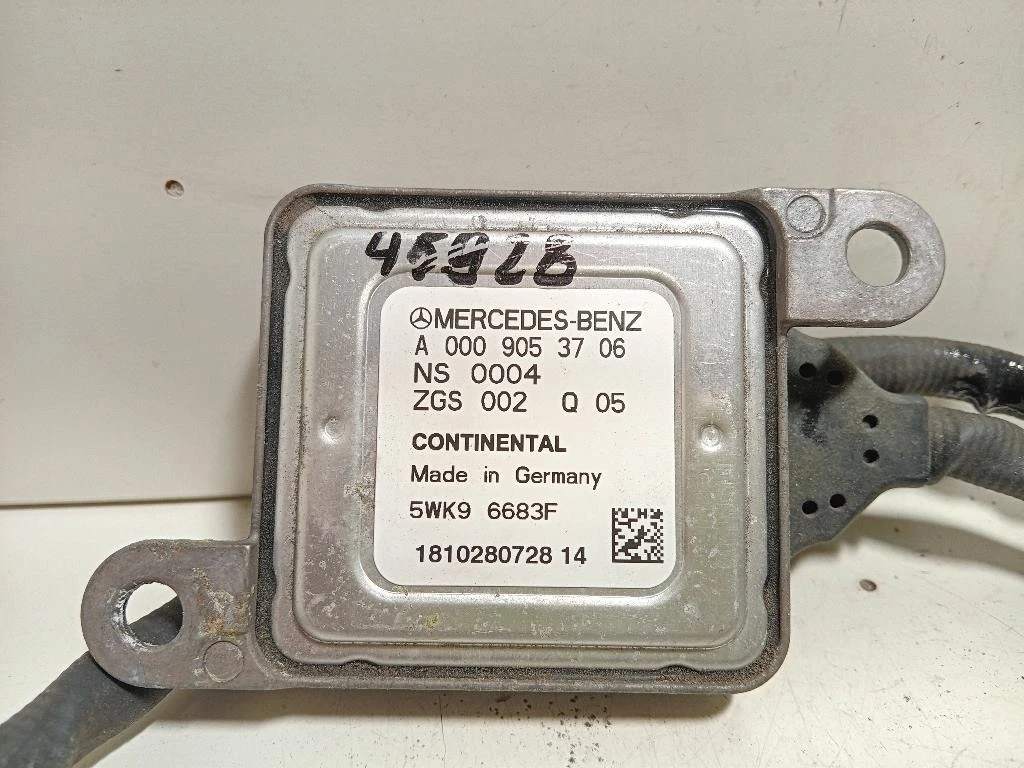 MERCEDES-BENZ
A 000 905 37 06
NS 0004
ZGS 002 Q 05
CONTINENTAL
Made in Germany
5WK9 6683F
1810280728 14